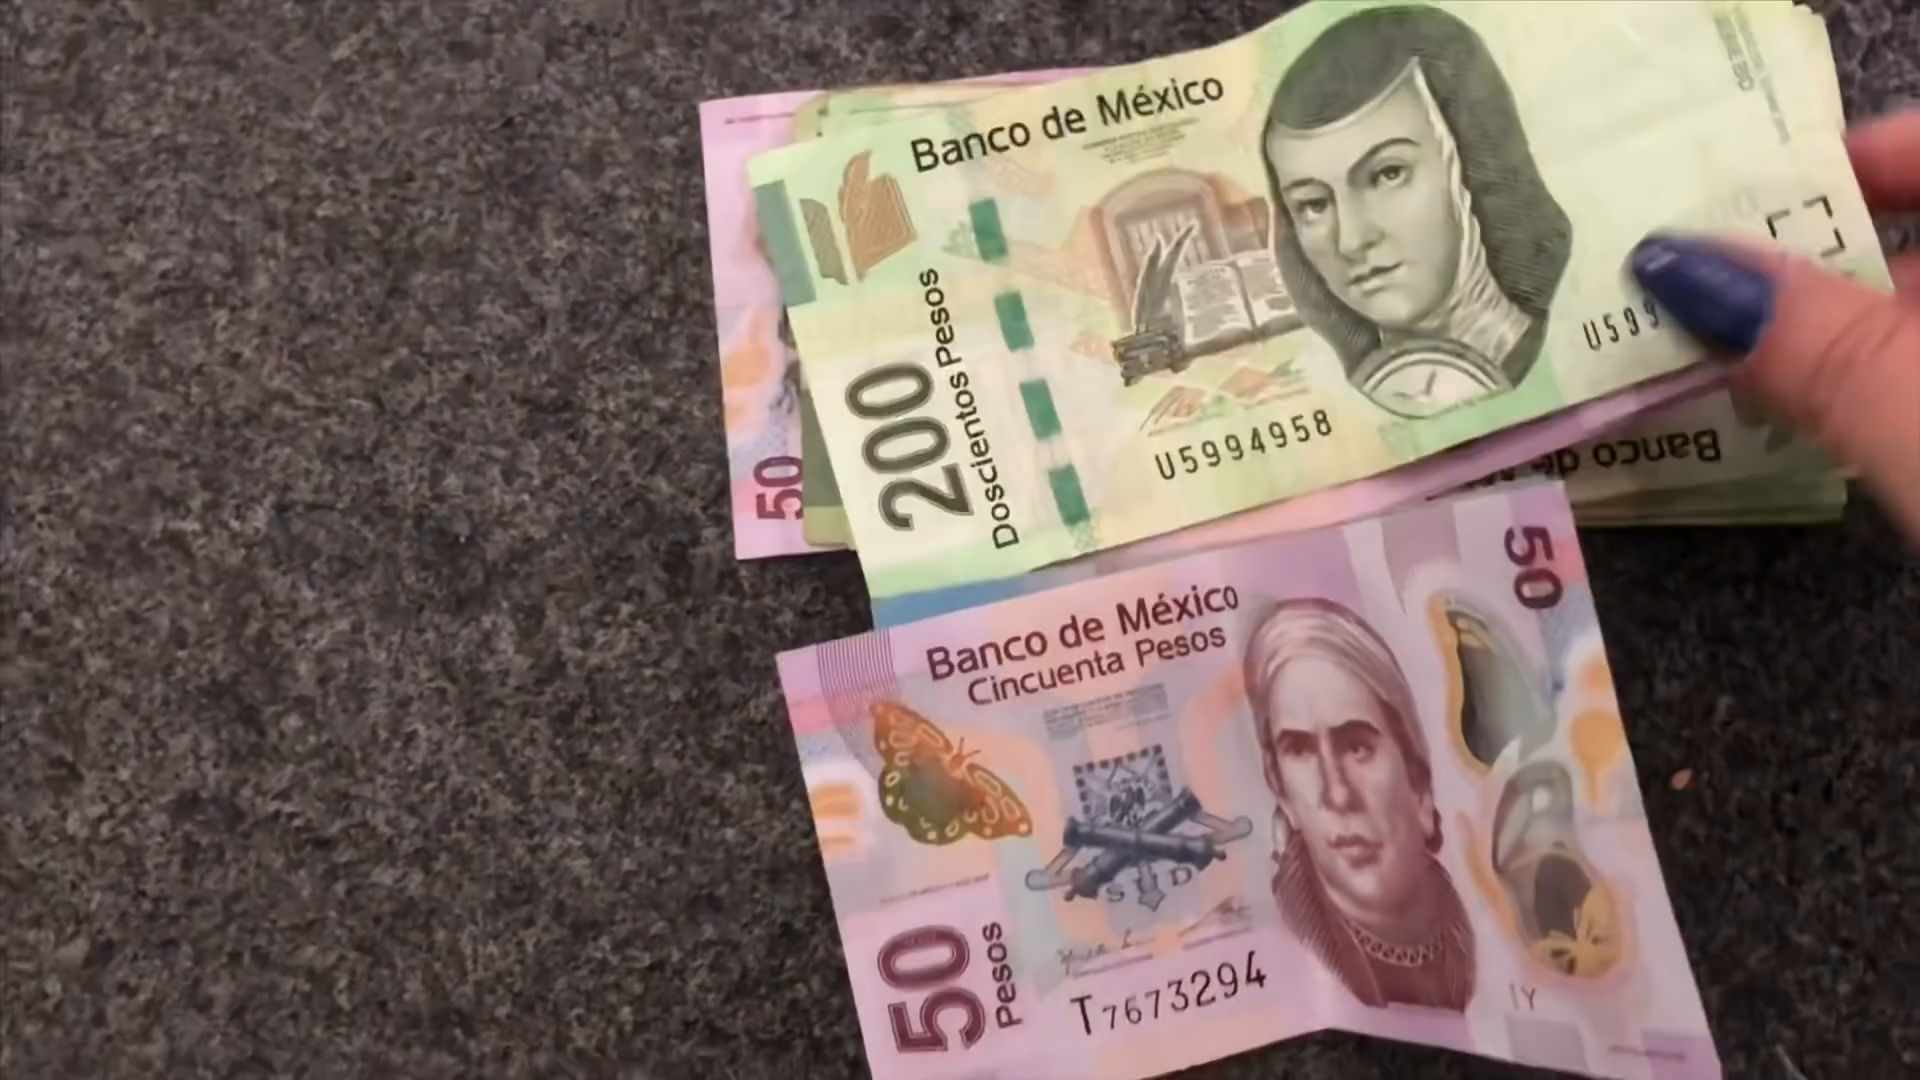 Banco de México
200
Doscientos Pesos
U5994958
U599
50
Banco de
Banco de México
Cincuenta Pesos
50
S U D
50
Pesos
T7673294
IY